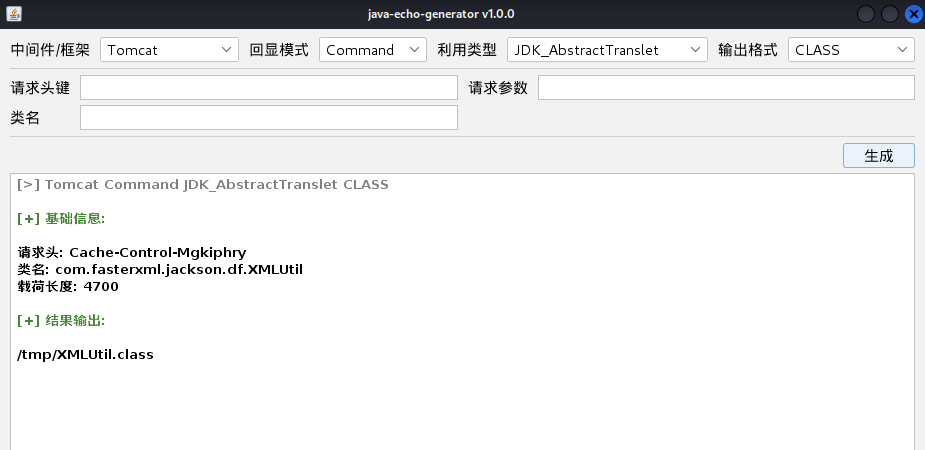 java-echo-generator v1.0.0
中间件/框架 Tomcat 回显模式 Command 利用类型 JDK_AbstractTranslet 输出格式 CLASS
请求头键 请求参数
类名
生成
[>] Tomcat Command JDK_AbstractTranslet CLASS
[+] 基础信息:
请求头: Cache-Control-Mgkiphry
类名: com.fasterxml.jackson.df.XMLUtil
载荷长度: 4700
[+] 结果输出:
/tmp/XMLUtil.class